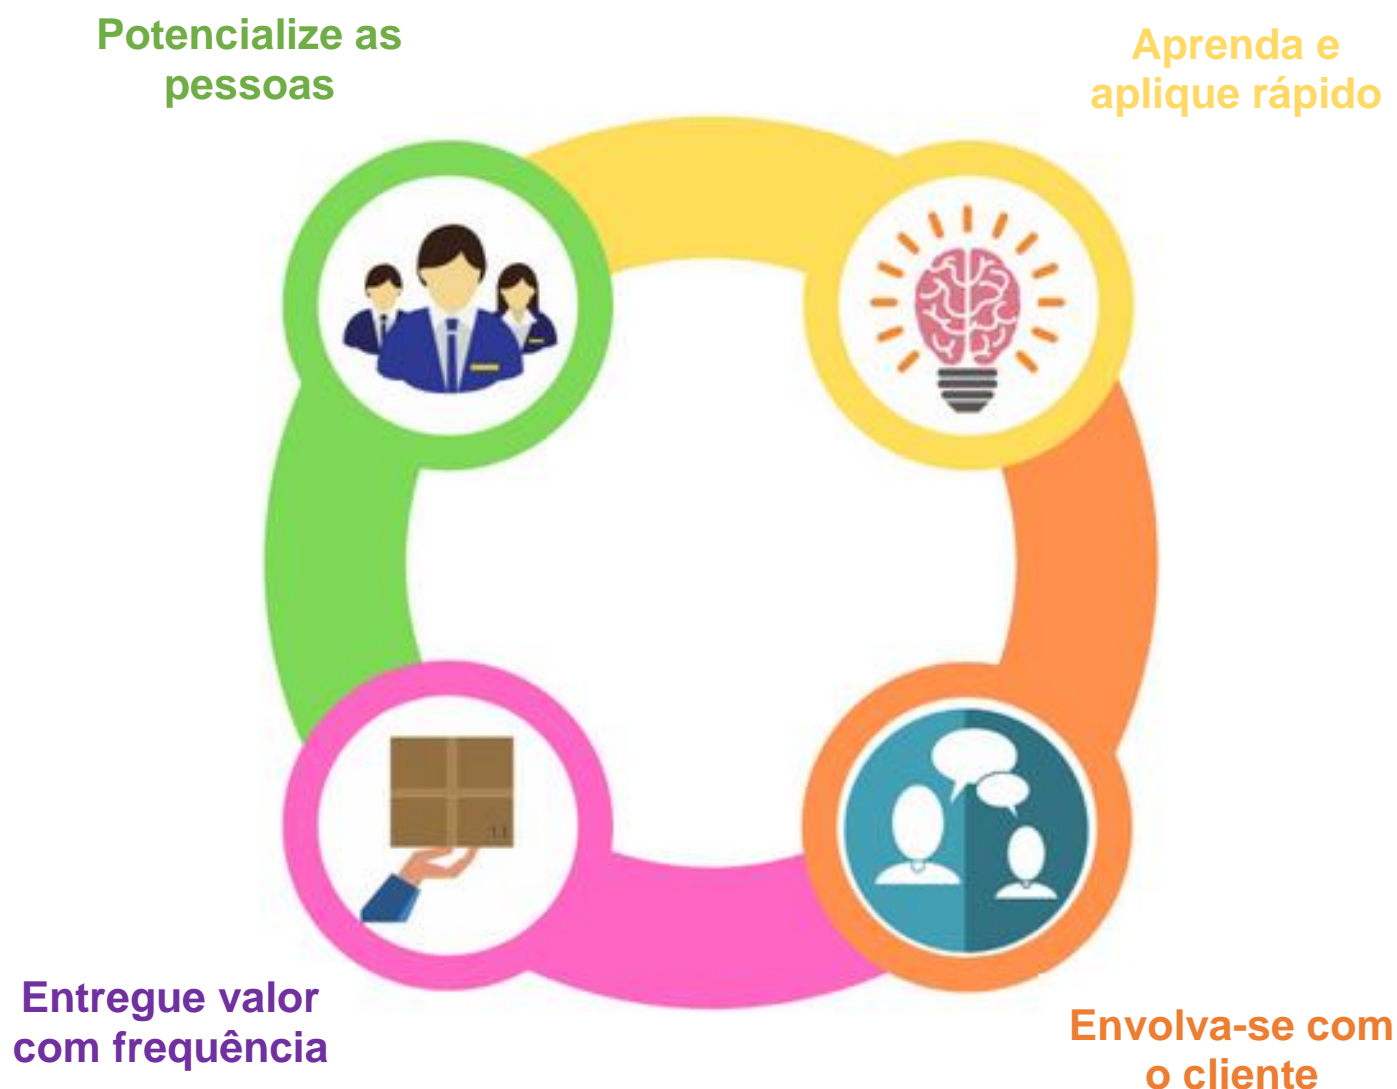 Potencialize as
pessoas
Aprenda e
aplique rápido
Entregue valor
com frequência
Envolva-se com
o cliente